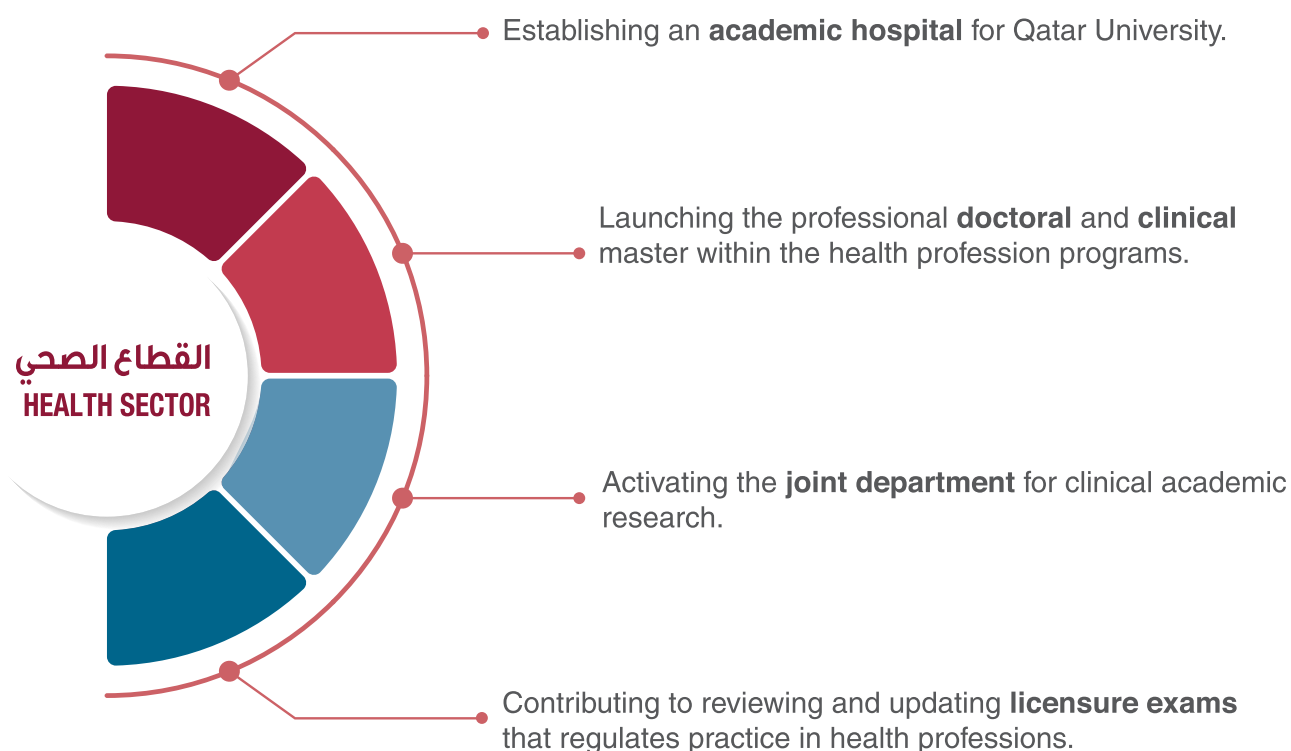 Establishing an academic hospital for Qatar University.
Launching the professional doctoral and clinical
master within the health profession programs.
القطاع الصحي
HEALTH SECTOR
Activating the joint department for clinical academic
research.
Contributing to reviewing and updating licensure exams
that regulates practice in health professions.